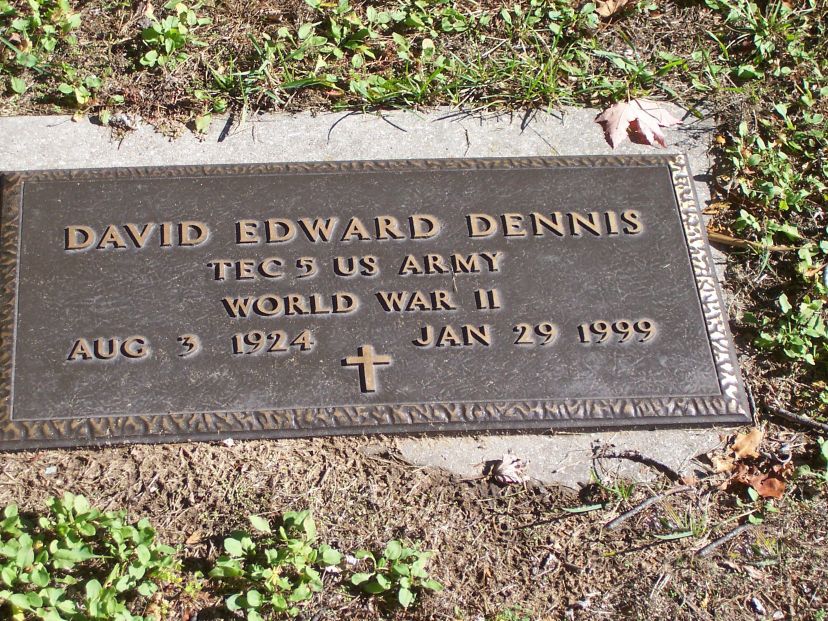 DAVID EDWARD DENNIS
TEC 5 US ARMY
WORLD WAR II
AUG 3 1924 JAN 29 1999